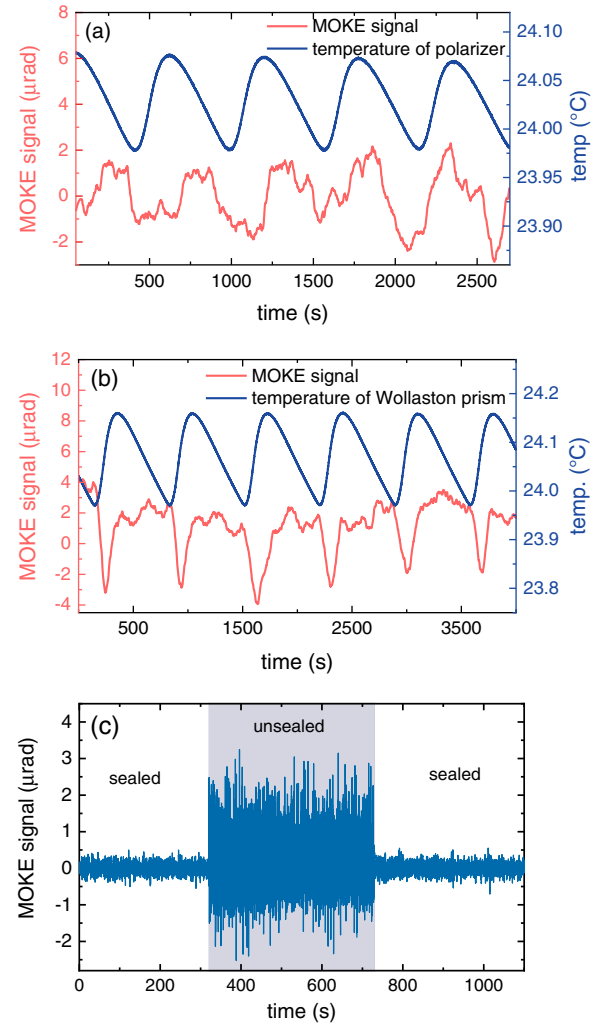 (a)
MOKE signal
temperature of polarizer
8
6
4
2
0
-2
MOKE signal (μrad)
24.10
24.05
24.00
23.95
23.90
temp (°C)
500 1000 1500 2000 2500
time (s)
(b)
MOKE signal
temperature of Wollaston prism
12
10
8
6
4
2
0
-2
-4
MOKE signal (μrad)
24.2
24.1
24.0
23.9
23.8
temp. (°C)
500 1500 2500 3500
time (s)
(c)
unsealed
sealed
sealed
4
3
2
1
0
-1
-2
MOKE signal (μrad)
0 200 400 600 800 1000
time (s)